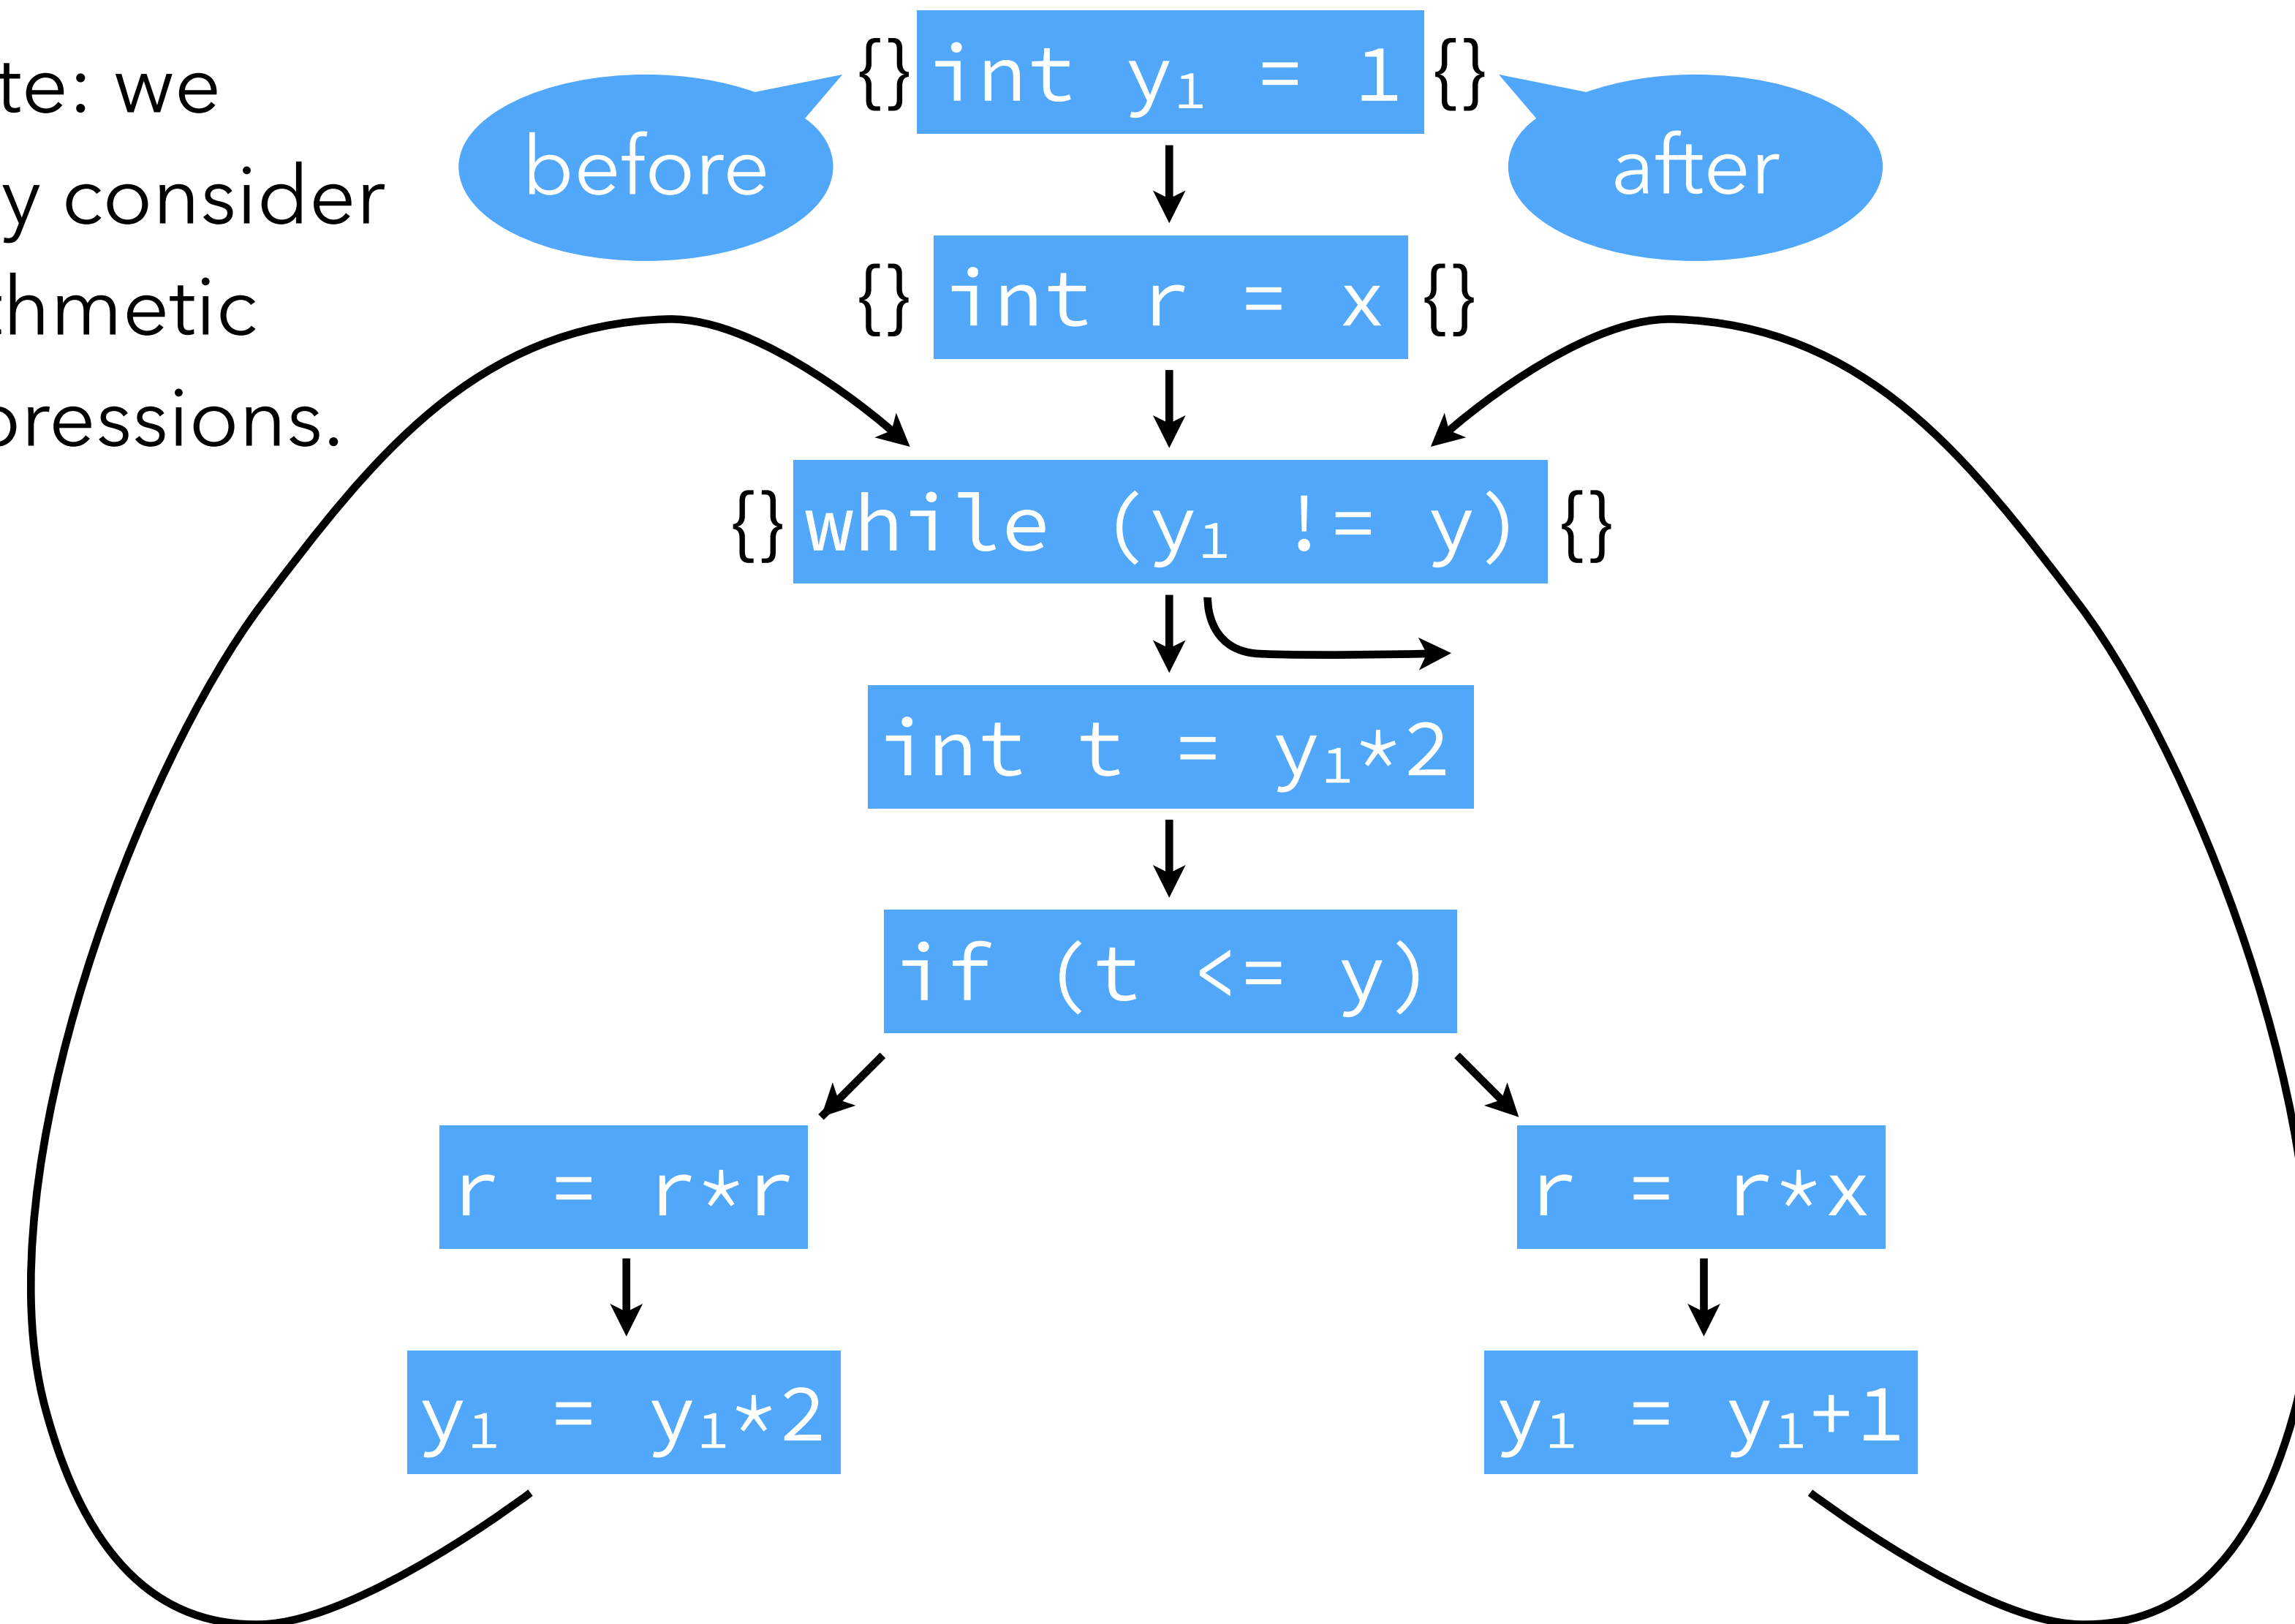 te: we
y consider
hmetic
ressions.
before
{} int y₁ = 1 {}
after
{} int r = x {}
{} while (y₁ != y) {}
int t = y₁*2
if (t <= y)
r = r*r
r = r*x
y₁ = y₁*2
y₁ = y₁+1